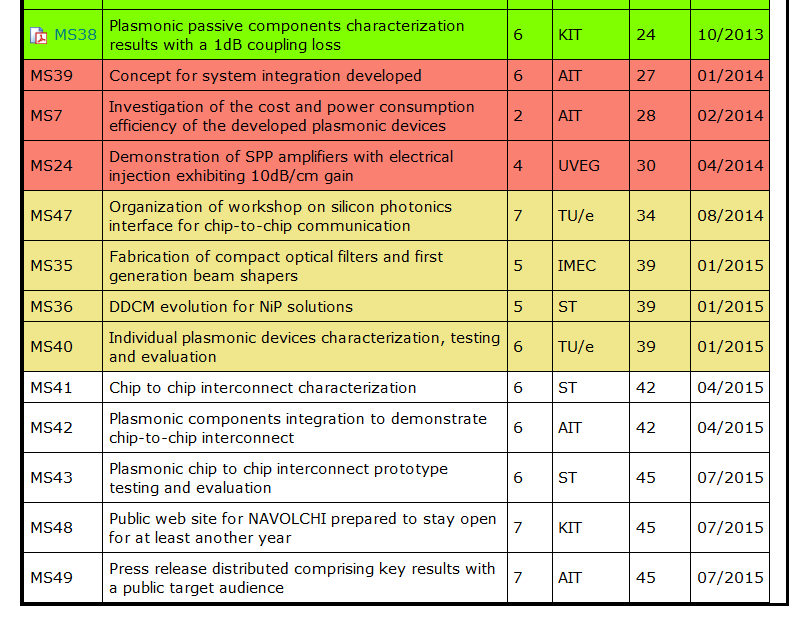 MS38 Plasmonic passive components characterization results with a 1dB coupling loss 6 KIT 24 10/2013
MS39 Concept for system integration developed 6 AIT 27 01/2014
MS7 Investigation of the cost and power consumption efficiency of the developed plasmonic devices 2 AIT 28 02/2014
MS24 Demonstration of SPP amplifiers with electrical injection exhibiting 10dB/cm gain 4 UVEG 30 04/2014
MS47 Organization of workshop on silicon photonics interface for chip-to-chip communication 7 TU/e 34 08/2014
MS35 Fabrication of compact optical filters and first generation beam shapers 5 IMEC 39 01/2015
MS36 DDCM evolution for NiP solutions 5 ST 39 01/2015
MS40 Individual plasmonic devices characterization, testing and evaluation 6 TU/e 39 01/2015
MS41 Chip to chip interconnect characterization 6 ST 42 04/2015
MS42 Plasmonic components integration to demonstrate chip-to-chip interconnect 6 AIT 42 04/2015
MS43 Plasmonic chip to chip interconnect prototype testing and evaluation 6 ST 45 07/2015
MS48 Public web site for NAVOLCHI prepared to stay open for at least another year 7 KIT 45 07/2015
MS49 Press release distributed comprising key results with a public target audience 7 AIT 45 07/2015